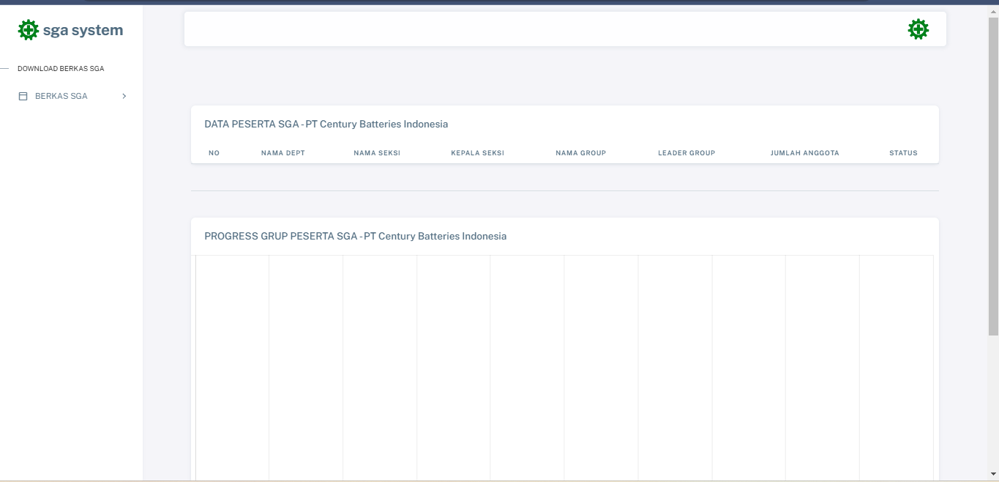 sga system
DOWNLOAD BERKAS SGA
BERKAS SGA
DATA PESERTA SGA - PT Century Batteries Indonesia
NO NAMA DEPT NAMA SEKSI KEPALA SEKSI NAMA GROUP LEADER GROUP JUMLAH ANGGOTA STATUS
PROGRESS GRUP PESERTA SGA - PT Century Batteries Indonesia